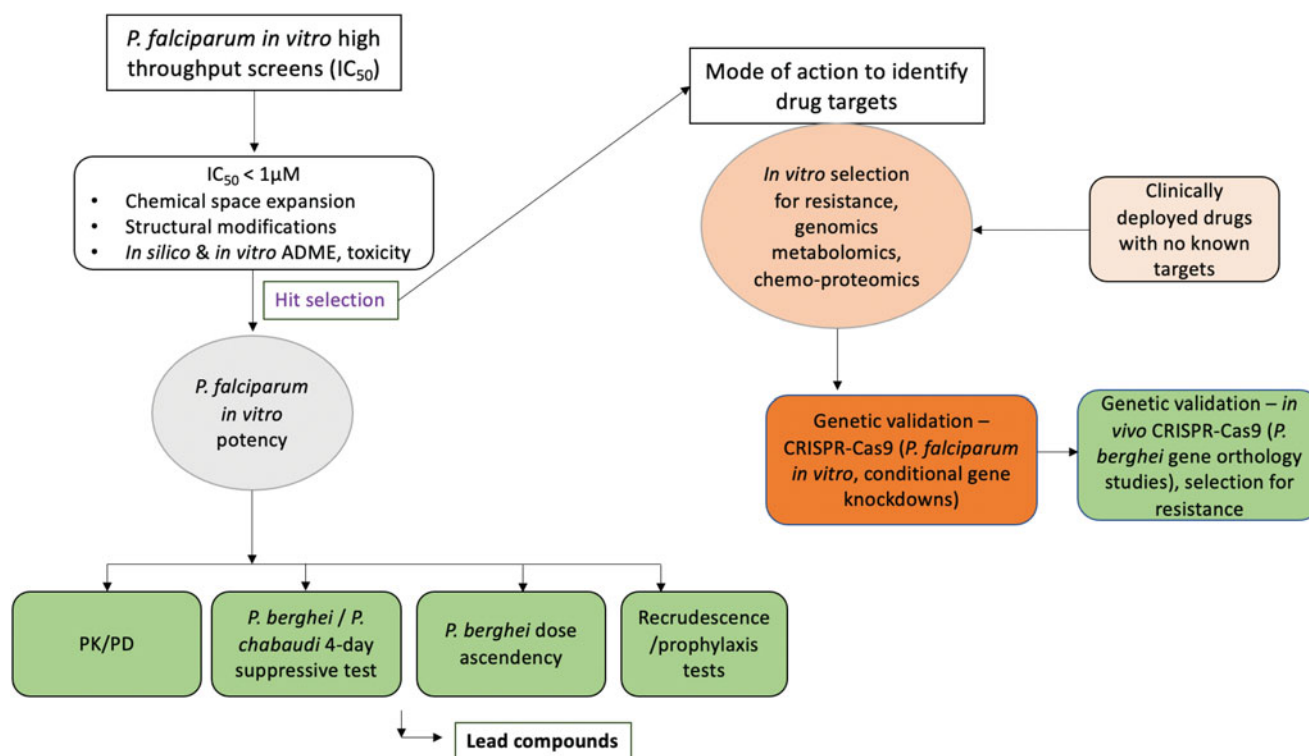 P. falciparum in vitro high
throughput screens (IC₅₀)
IC₅₀ < 1µM
• Chemical space expansion
• Structural modifications
• In silico & in vitro ADME, toxicity
Hit selection
P. falciparum
in vitro
potency
PK/PD
P. berghei / P.
chabaudi 4-day
suppressive test
P. berghei dose
ascendency
Recrudescence
/prophylaxis
tests
Lead compounds
Mode of action to identify
drug targets
In vitro selection
for resistance,
genomics
metabolomics,
chemo-proteomics
Clinically
deployed drugs
with no known
targets
Genetic validation –
CRISPR-Cas9 (P. falciparum
in vitro, conditional gene
knockdowns)
Genetic validation – in
vivo CRISPR-Cas9 (P.
berghei gene orthology
studies), selection for
resistance